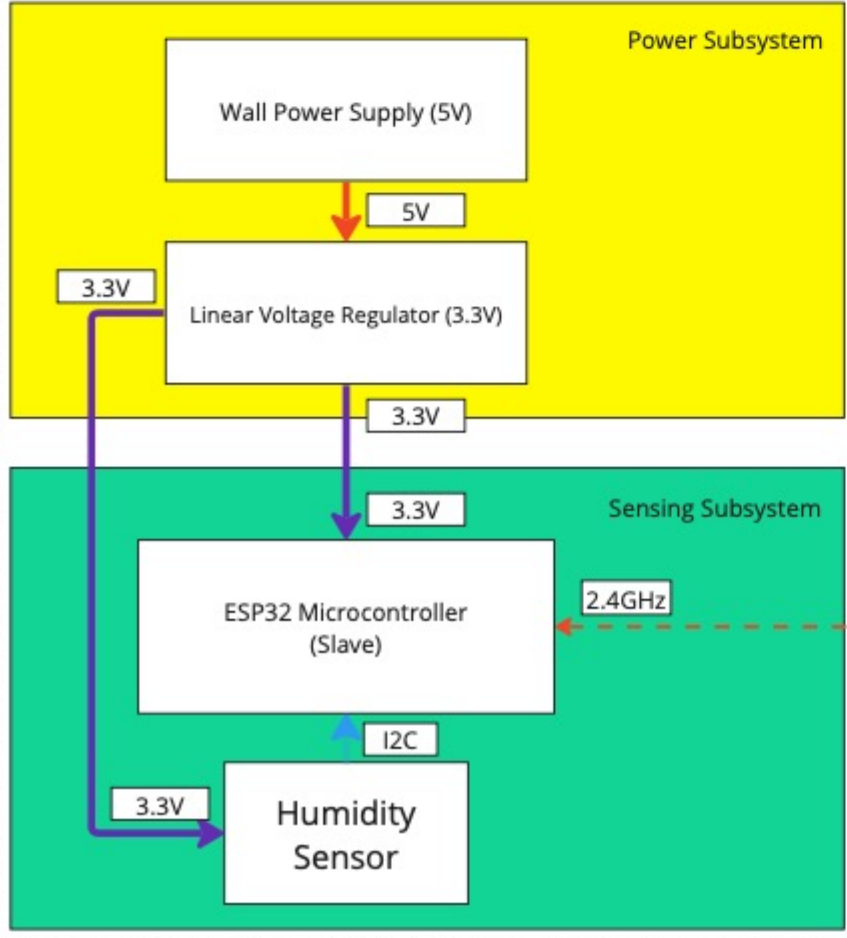 Power Subsystem
Wall Power Supply (5V)
5V
3.3V
Linear Voltage Regulator (3.3V)
3.3V
3.3V
Sensing Subsystem
2.4GHz
ESP32 Microcontroller
(Slave)
I2C
3.3V
Humidity
Sensor